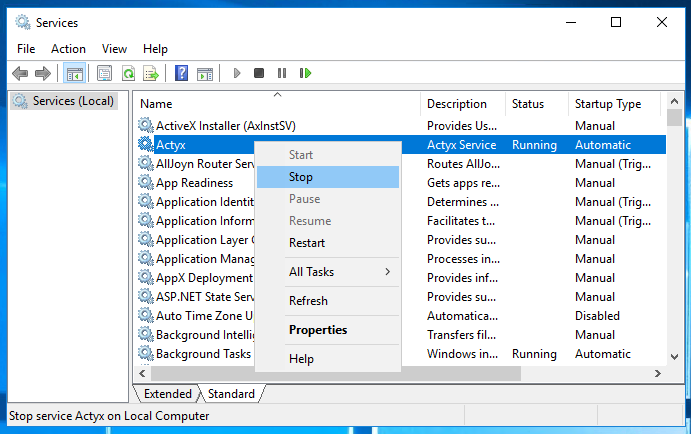 Services
File Action View Help
Services (Local)
Name Description Status Startup Type
ActiveX Installer (AxInstSV) Provides Us... Manual
Actyx Actyx Service Running Automatic
AllJoyn Router Serv Routes AllJo... Manual (Trig...
App Readiness Gets apps re... Manual
Application Identit Determines ... Manual (Trig...
Application Inform Facilitates t... Manual (Trig...
Application Layer G Provides su... Manual
Application Manag Processes in... Manual
AppX Deployment Provides inf... Manual
ASP.NET State Serv Provides su... Manual
Auto Time Zone U Automatica... Disabled
Background Intellig Transfers fil... Manual
Background Tasks Windows in... Running Automatic
Start
Stop
Pause
Resume
Restart
All Tasks
Refresh
Properties
Help
Extended Standard
Stop service Actyx on Local Computer